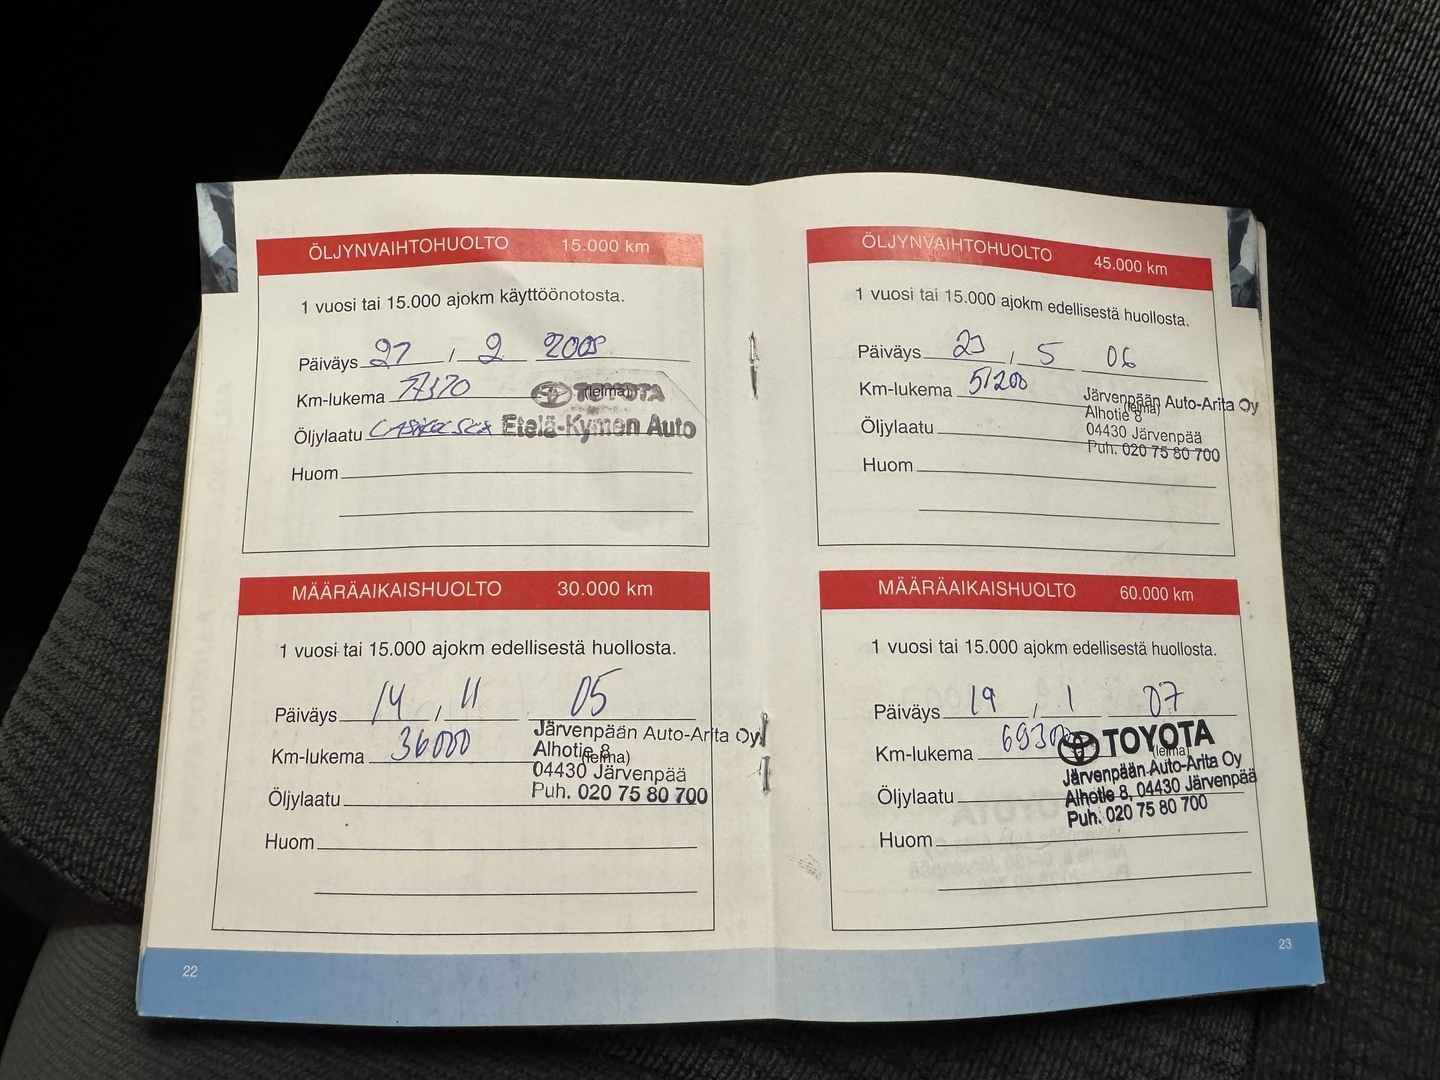 ÖLJYNVAIHTOHUOLTO 15.000 km
1 vuosi tai 15.000 ajokm käyttöönotosta.
Päiväys 27 / 2 2005
Km-lukema (leima)
TOYOTA
Öljylaatu
Etelä-Kymen Auto
Huom
MÄÄRÄAIKAISHUOLTO 30.000 km
1 vuosi tai 15.000 ajokm edellisestä huollosta.
Päiväys 14 / 11 05
Km-lukema 36000 (leima)
Järvenpään Auto-Arita Oy
Alhotie 8
04430 Järvenpää
Puh. 020 75 80 700
Öljylaatu
Huom
22
ÖLJYNVAIHTOHUOLTO 45.000 km
1 vuosi tai 15.000 ajokm edellisestä huollosta.
Päiväys 23 / 5 06
Km-lukema 51200 (leima)
Järvenpään Auto-Arita Oy
Alhotie 8
04430 Järvenpää
Puh. 020 75 80 700
Öljylaatu
Huom
MÄÄRÄAIKAISHUOLTO 60.000 km
1 vuosi tai 15.000 ajokm edellisestä huollosta.
Päiväys 19 / 1 07
Km-lukema 69300 (leima)
TOYOTA
Järvenpään Auto-Arita Oy
Alhotie 8, 04430 Järvenpää
Puh. 020 75 80 700
Öljylaatu
Huom
23